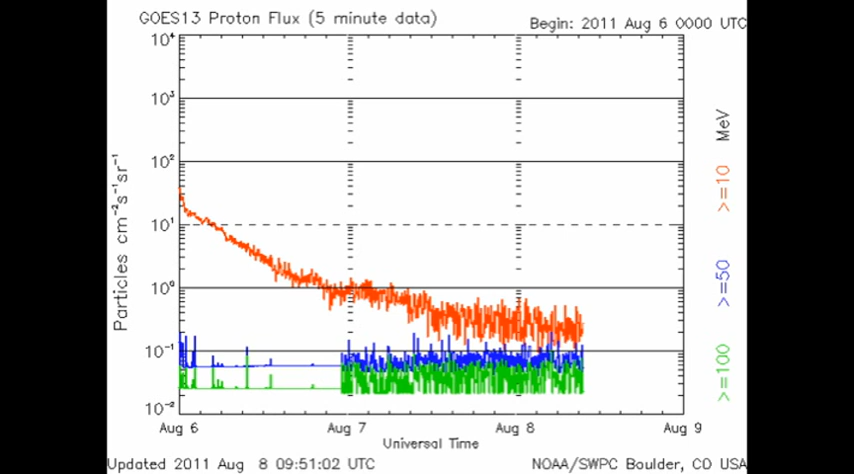 GOES13 Proton Flux (5 minute data)
Begin: 2011 Aug 6 0000 UTC
10⁴
10³
10²
10¹
10⁰
10⁻¹
10⁻²
Particles cm⁻²s⁻¹sr⁻¹
MeV
>=10
>=50
>=100
Aug 6
Aug 7
Aug 8
Aug 9
Universal Time
Updated 2011 Aug 8 09:51:02 UTC
NOAA/SWPC Boulder, CO USA